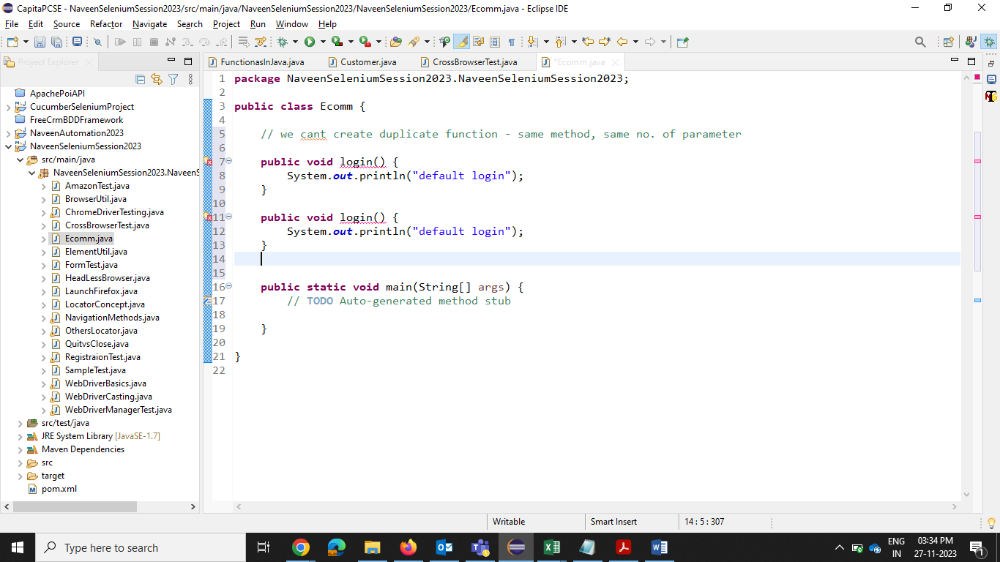 CapitaPCSE - NaveenSeleniumSession2023/src/main/java/NaveenSeleniumSession2023/NaveenSeleniumSession2023/Ecomm.java - Eclipse IDE
File Edit Source Refactor Navigate Search Project Run Window Help
Project Explorer
ApachePoiAPI
CucumberSeleniumProject
FreeCrmBDDFramework
NaveenAutomation2023
NaveenSeleniumSession2023
src/main/java
NaveenSeleniumSession2023.NaveenS
AmazonTest.java
BrowserUtil.java
ChromeDriverTesting.java
CrossBrowserTest.java
Ecomm.java
ElementUtil.java
FormTest.java
HeadLessBrowser.java
LaunchFirefox.java
LocatorConcept.java
NavigationMethods.java
OthersLocator.java
QuitvsClose.java
RegistraionTest.java
SampleTest.java
WebDriverBasics.java
WebDriverCasting.java
WebDriverManagerTest.java
src/test/java
JRE System Library [JavaSE-1.7]
Maven Dependencies
src
target
pom.xml
FunctionasInJava.java Customer.java CrossBrowserTest.java *Ecomm.java
1 package NaveenSeleniumSession2023.NaveenSeleniumSession2023;
2
3 public class Ecomm {
4
5 // we cant create duplicate function - same method, same no. of parameter
6
7 public void login() {
8 System.out.println("default login");
9 }
10
11 public void login() {
12 System.out.println("default login");
13 }
14
15
16 public static void main(String[] args) {
17 // TODO Auto-generated method stub
18
19 }
20
21 }
22
Writable Smart Insert 14 : 5 : 307
Type here to search
ENG
IN
03:34 PM
27-11-2023
1